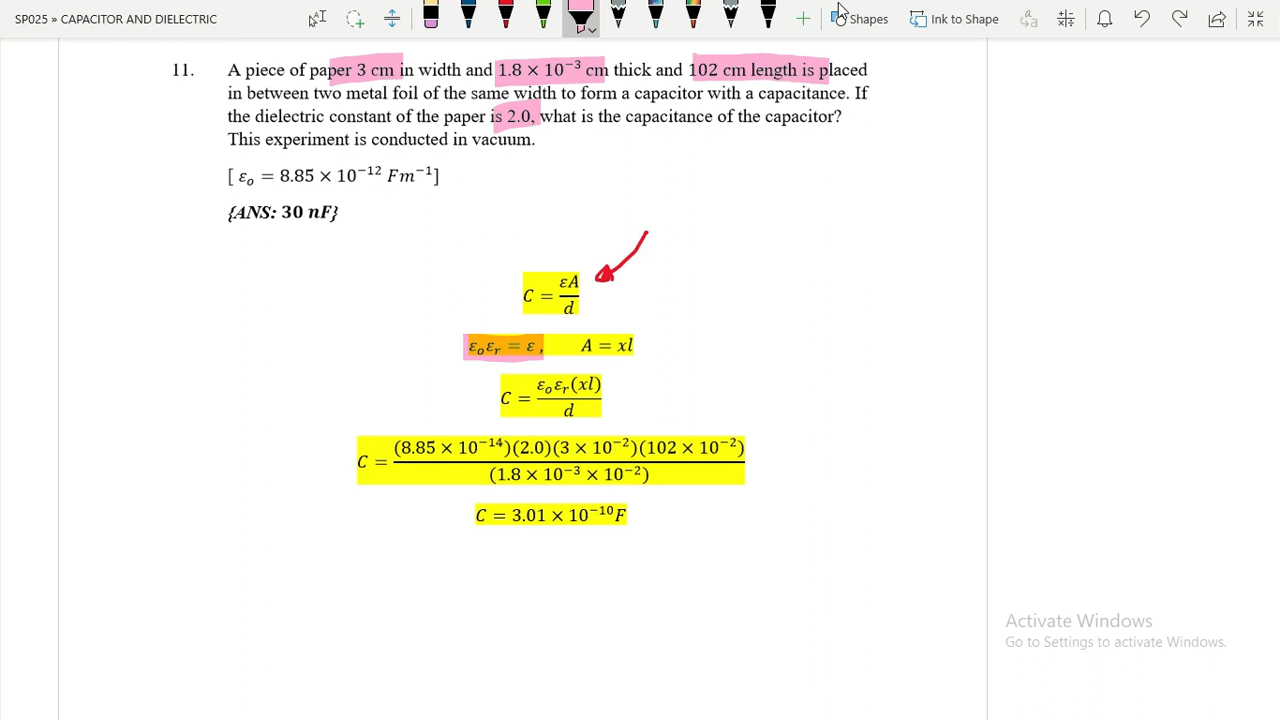 SP025 » CAPACITOR AND DIELECTRIC
Shapes
Ink to Shape
11. A piece of paper 3 cm in width and 1.8 × 10⁻³ cm thick and 102 cm length is placed
in between two metal foil of the same width to form a capacitor with a capacitance. If
the dielectric constant of the paper is 2.0, what is the capacitance of the capacitor?
This experiment is conducted in vacuum.
[ εₒ = 8.85 × 10⁻¹² Fm⁻¹]
{ANS: 30 nF}
C = εA/d
εₒεᵣ = ε , A = xl
C = εₒεᵣ(xl)/d
C = (8.85 × 10⁻¹⁴)(2.0)(3 × 10⁻²)(102 × 10⁻²)/(1.8 × 10⁻³ × 10⁻²)
C = 3.01 × 10⁻¹⁰F
Activate Windows
Go to Settings to activate Windows.